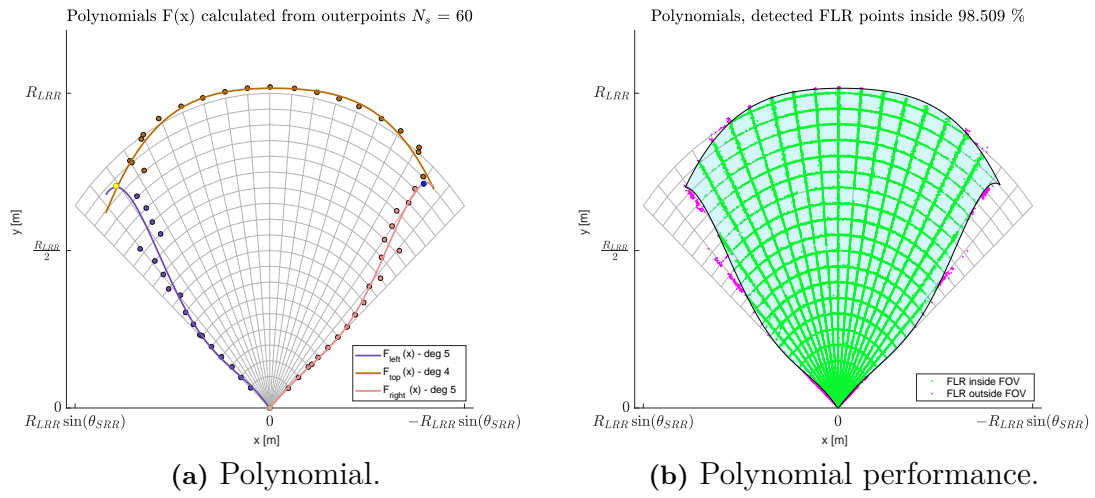 Polynomials F(x) calculated from outerpoints N_s = 60
R_LRR
y [m]
R_LRR/2
0
R_LRR sin(θ_SRR)
0
−R_LRR sin(θ_SRR)
x [m]
F_left (x) - deg 5
F_top (x) - deg 4
F_right (x) - deg 5
(a) Polynomial.
Polynomials, detected FLR points inside 98.509 %
R_LRR
y [m]
R_LRR/2
0
R_LRR sin(θ_SRR)
0
−R_LRR sin(θ_SRR)
x [m]
FLR inside FOV
FLR outside FOV
(b) Polynomial performance.